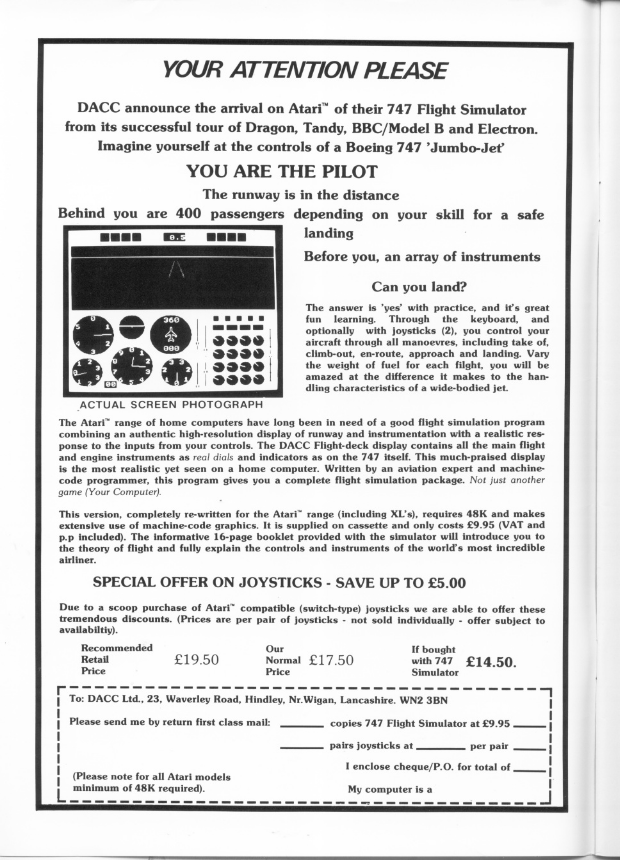 YOUR ATTENTION PLEASE
DACC announce the arrival on Atari™ of their 747 Flight Simulator
from its successful tour of Dragon, Tandy, BBC/Model B and Electron.
Imagine yourself at the controls of a Boeing 747 'Jumbo-Jet'
YOU ARE THE PILOT
The runway is in the distance
Behind you are 400 passengers depending on your skill for a safe
landing
Before you, an array of instruments
Can you land?
The answer is 'yes' with practice, and it's great
fun learning. Through the keyboard, and
optionally with joysticks (2), you control your
aircraft through all manoevres, including take of,
climb-out, en-route, approach and landing. Vary
the weight of fuel for each filght, you will be
amazed at the difference it makes to the han-
dling characteristics of a wide-bodied jet.
360
000
00
ACTUAL SCREEN PHOTOGRAPH
The Atari™ range of home computers have long been in need of a good flight simulation program
combining an authentic high-resolution display of runway and instrumentation with a realistic res-
ponse to the inputs from your controls. The DACC Flight-deck display contains all the main flight
and engine instruments as real dials and indicators as on the 747 itself. This much-praised display
is the most realistic yet seen on a home computer. Written by an aviation expert and machine-
code programmer, this program gives you a complete flight simulation package. Not just another
game (Your Computer).
This version, completely re-written for the Atari™ range (including XL's), requires 48K and makes
extensive use of machine-code graphics. It is supplied on cassette and only costs £9.95 (VAT and
p.p included). The informative 16-page booklet provided with the simulator will introduce you to
the theory of flight and fully explain the controls and instruments of the world's most incredible
airliner.
SPECIAL OFFER ON JOYSTICKS - SAVE UP TO £5.00
Due to a scoop purchase of Atari™ compatible (switch-type) joysticks we are able to offer these
tremendous discounts. (Prices are per pair of joysticks - not sold individually - offer subject to
availabiltiy).
Recommended
Retail £19.50
Price
Our
Normal £17.50
Price
If bought
with 747 £14.50.
Simulator
To: DACC Ltd., 23, Waverley Road, Hindley, Nr.Wigan, Lancashire. WN2 3BN
Please send me by return first class mail: ______ copies 747 Flight Simulator at £9.95 ______
______ pairs joysticks at ______ per pair ______
I enclose cheque/P.O. for total of ______
(Please note for all Atari models
minimum of 48K required).
My computer is a